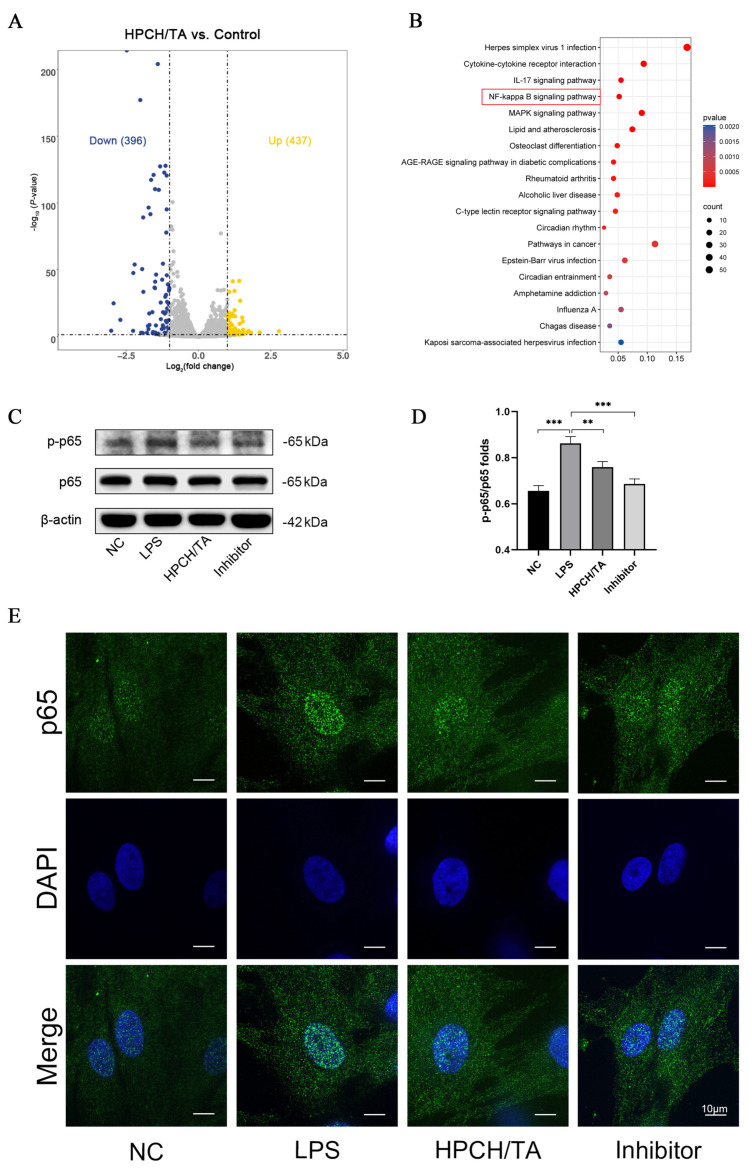 A
HPCH/TA vs. Control
-log10 (P-value)
200
150
100
50
0
Down (396)
Up (437)
-2.5
0.0
2.5
5.0
Log2(fold change)
B
Herpes simplex virus 1 infection
Cytokine-cytokine receptor interaction
IL-17 signaling pathway
NF-kappa B signaling pathway
MAPK signaling pathway
Lipid and atherosclerosis
Osteoclast differentiation
AGE-RAGE signaling pathway in diabetic complications
Rheumatoid arthritis
Alcoholic liver disease
C-type lectin receptor signaling pathway
Circadian rhythm
Pathways in cancer
Epstein-Barr virus infection
Circadian entrainment
Amphetamine addiction
Influenza A
Chagas disease
Kaposi sarcoma-associated herpesvirus infection
0.05
0.10
0.15
pvalue
0.0020
0.0015
0.0010
0.0005
count
10
20
30
40
50
C
p-p65
-65 kDa
p65
-65 kDa
β-actin
-42 kDa
NC
LPS
HPCH/TA
Inhibitor
D
p-p65/p65 folds
1.0
0.8
0.6
0.4
***
**
***
NC
LPS
HPCH/TA
Inhibitor
E
p65
DAPI
Merge
10μm
NC
LPS
HPCH/TA
Inhibitor